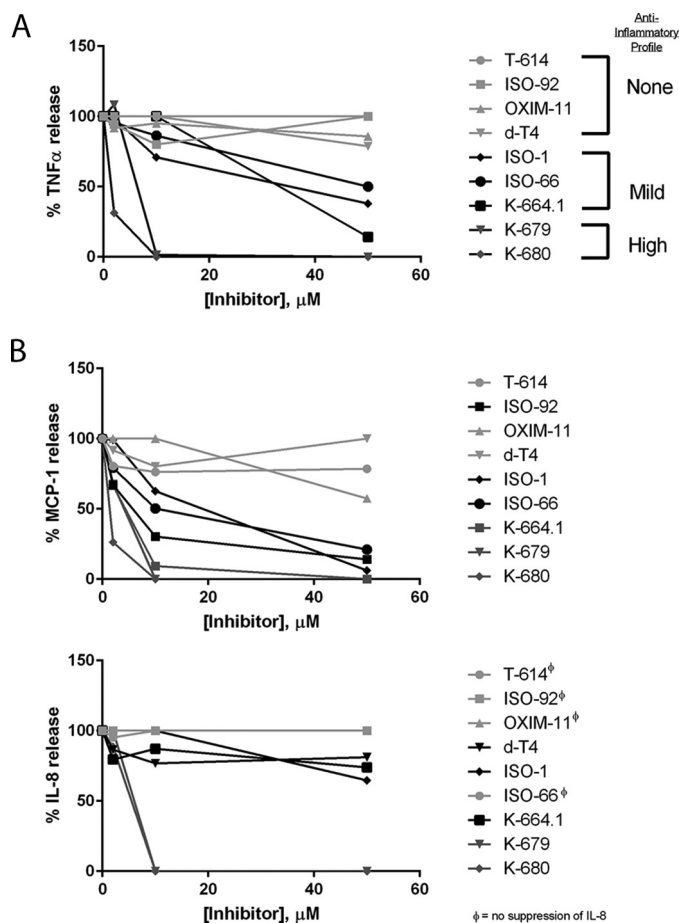 A
Anti-
Inflammatory
Profile
150
100
50
0
0 20 40 60
% TNFα release
[Inhibitor], μM
T-614
ISO-92
OXIM-11
d-T4
ISO-1
ISO-66
K-664.1
K-679
K-680
None
Mild
High
B
150
100
50
0
0 20 40 60
% MCP-1 release
[Inhibitor], μM
T-614
ISO-92
OXIM-11
d-T4
ISO-1
ISO-66
K-664.1
K-679
K-680
150
100
50
0
0 20 40 60
% IL-8 release
[Inhibitor], μM
T-614ϕ
ISO-92ϕ
OXIM-11ϕ
d-T4
ISO-1
ISO-66ϕ
K-664.1
K-679
K-680
ϕ = no suppression of IL-8